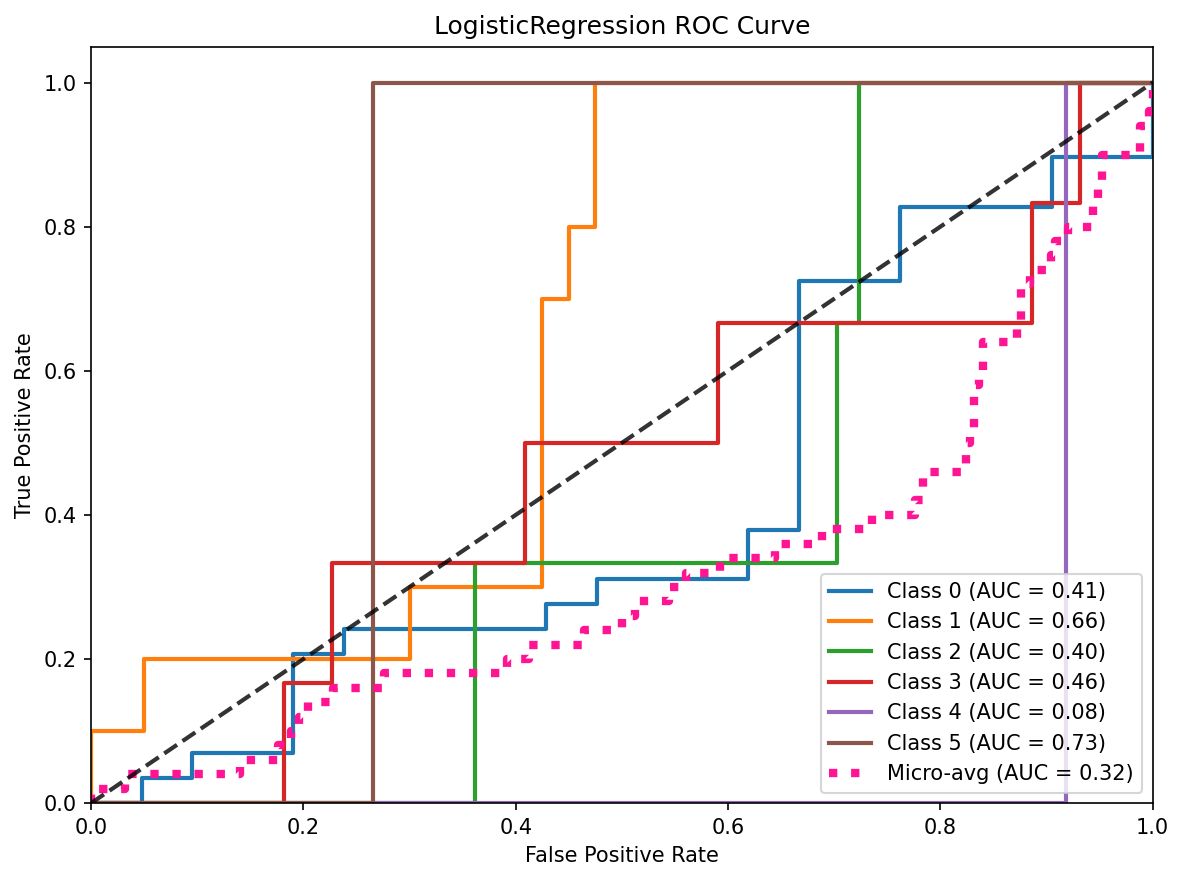 LogisticRegression ROC Curve
True Positive Rate
1.0
0.8
0.6
0.4
0.2
0.0
Class 0 (AUC = 0.41)
Class 1 (AUC = 0.66)
Class 2 (AUC = 0.40)
Class 3 (AUC = 0.46)
Class 4 (AUC = 0.08)
Class 5 (AUC = 0.73)
Micro-avg (AUC = 0.32)
0.0 0.2 0.4 0.6 0.8 1.0
False Positive Rate